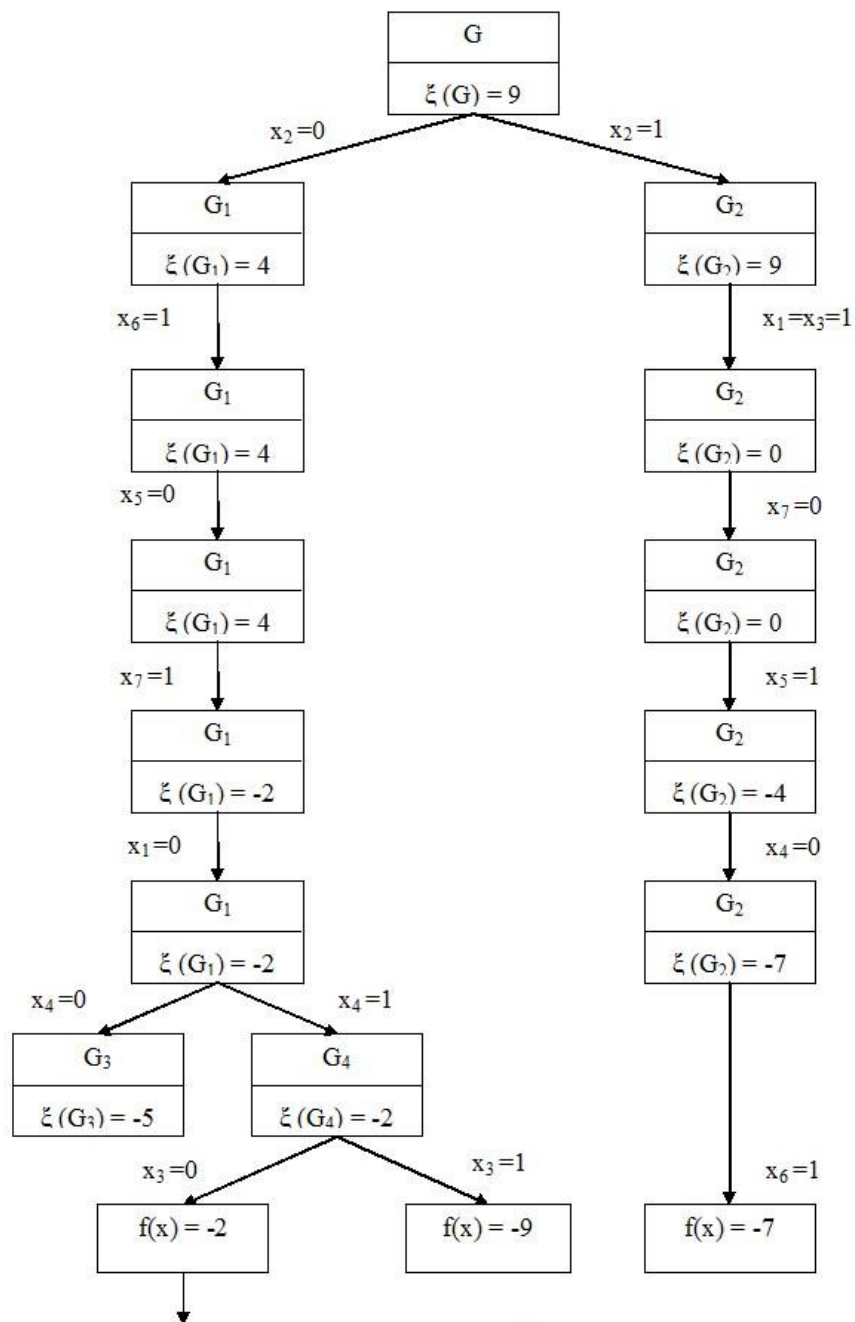 G
ξ (G) = 9
x₂=0
x₂=1
G₁
ξ (G₁) = 4
G₂
ξ (G₂) = 9
x₆=1
x₁=x₃=1
G₁
ξ (G₁) = 4
G₂
ξ (G₂) = 0
x₅=0
x₇=0
G₁
ξ (G₁) = 4
G₂
ξ (G₂) = 0
x₇=1
x₅=1
G₁
ξ (G₁) = -2
G₂
ξ (G₂) = -4
x₁=0
x₄=0
G₁
ξ (G₁) = -2
G₂
ξ (G₂) = -7
x₄=0
x₄=1
G₃
ξ (G₃) = -5
G₄
ξ (G₄) = -2
x₃=0
x₃=1
x₆=1
f(x) = -2
f(x) = -9
f(x) = -7